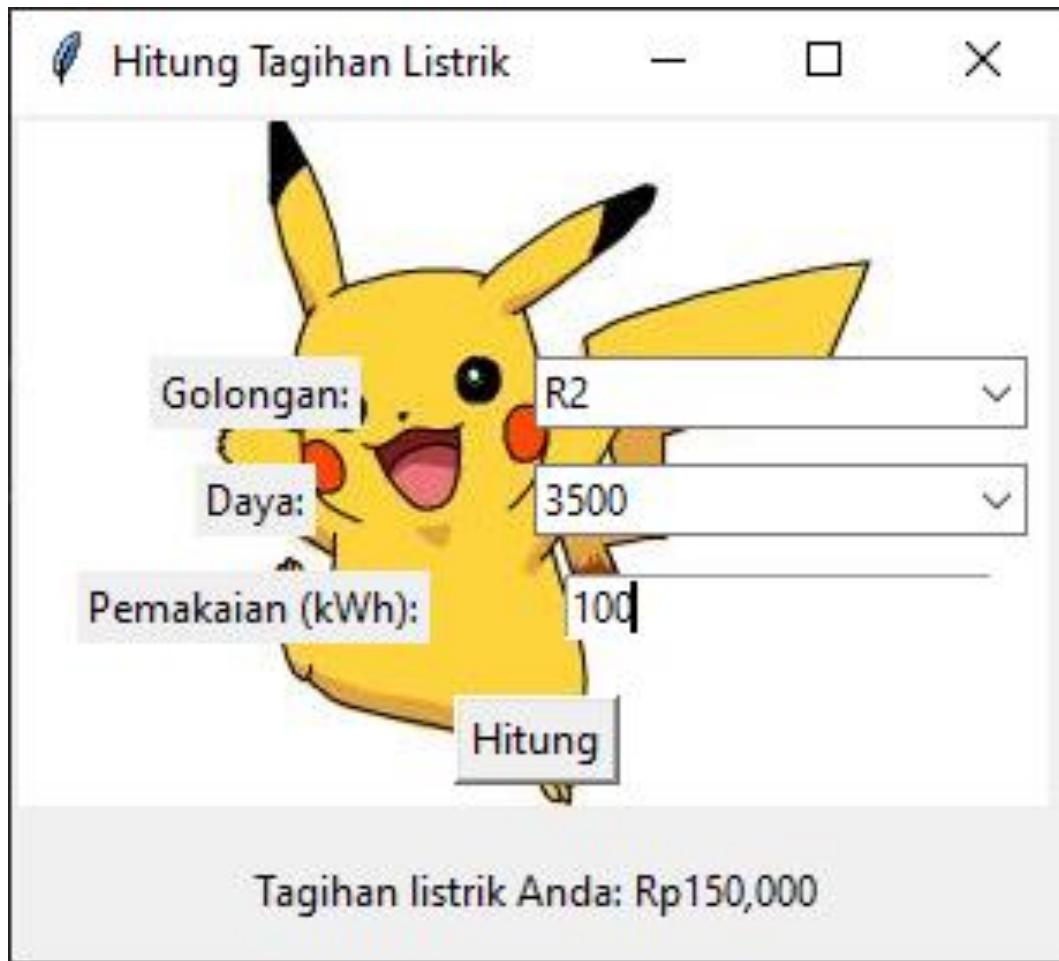 Hitung Tagihan Listrik
Golongan: R2
Daya: 3500
Pemakaian (kWh): 100
Hitung
Tagihan listrik Anda: Rp150,000